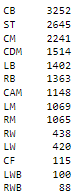 CB 3252
ST 2645
CM 2241
CDM 1514
LB 1402
RB 1363
CAM 1148
LM 1069
RM 1065
RW 438
LW 420
CF 115
LWB 100
RWB 88